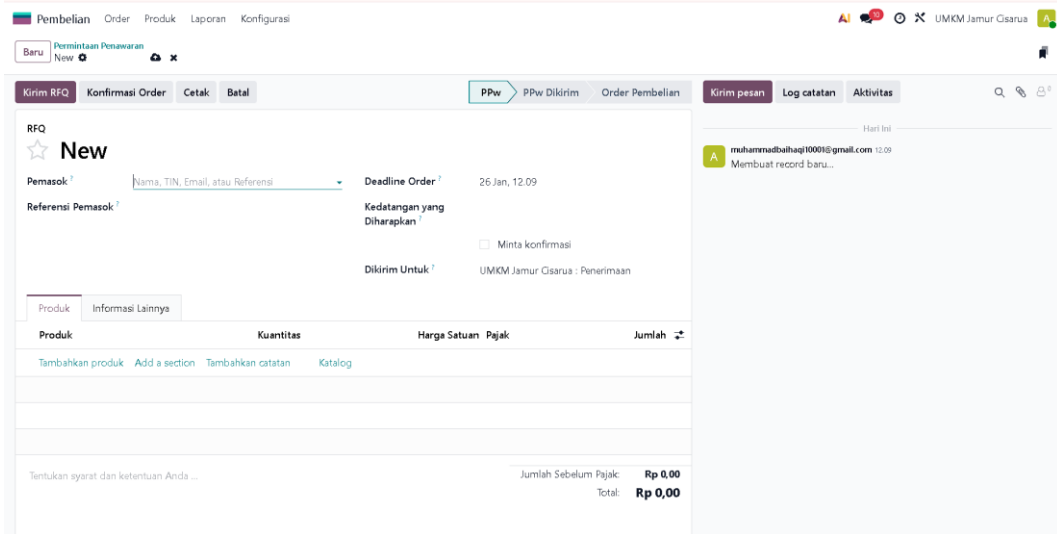 Pembelian Order Produk Laporan Konfigurasi AI 10 UMKM Jamur Cisarua A
Baru Permintaan Penawaran
New
Kirim RFQ Konfirmasi Order Cetak Batal PPw PPw Dikirim Order Pembelian Kirim pesan Log catatan Aktivitas 0
Hari Ini
RFQ
New
A muhammadbaihaqi10001@gmail.com 12.09
Membuat record baru...
Pemasok ? Nama, TIN, Email, atau Referensi Deadline Order ? 26 Jan, 12.09
Referensi Pemasok ? Kedatangan yang
Diharapkan ?
Minta konfirmasi
Dikirim Untuk ? UMKM Jamur Cisarua : Penerimaan
Produk Informasi Lainnya
Produk Kuantitas Harga Satuan Pajak Jumlah
Tambahkan produk Add a section Tambahkan catatan Katalog
Tentukan syarat dan ketentuan Anda ... Jumlah Sebelum Pajak: Rp 0,00
Total: Rp 0,00